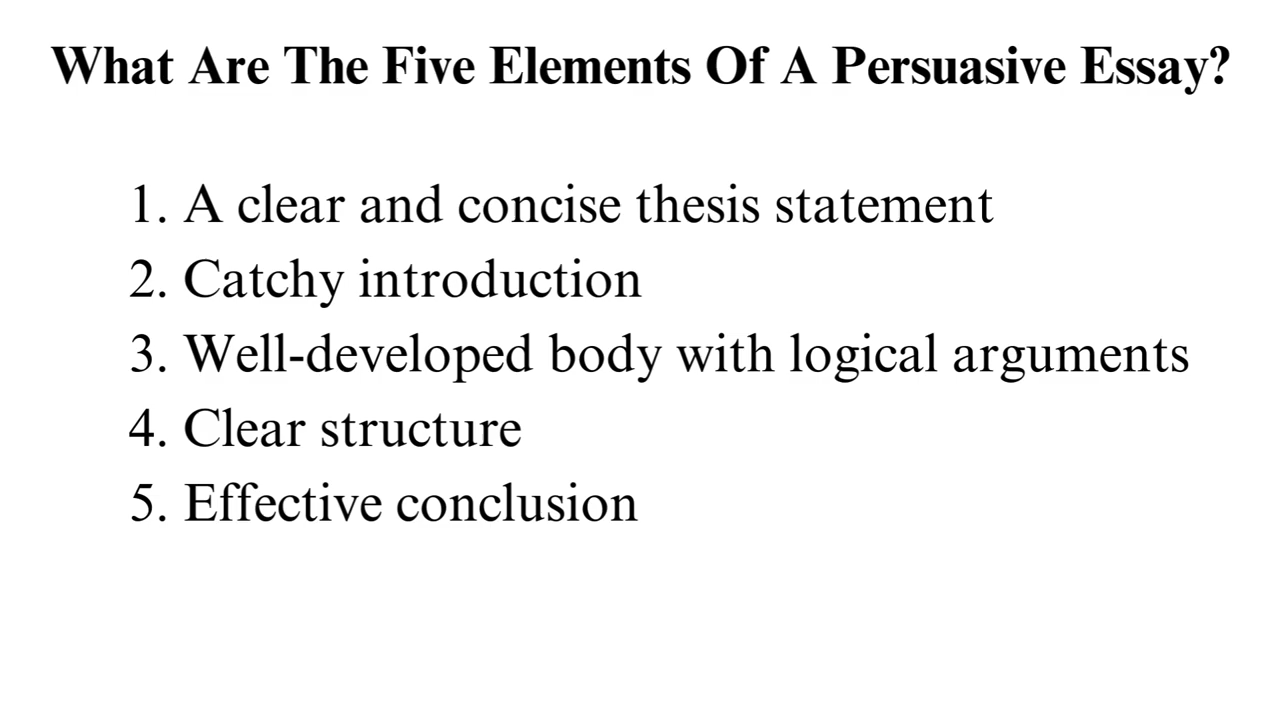 What Are The Five Elements Of A Persuasive Essay?
1. A clear and concise thesis statement
2. Catchy introduction
3. Well-developed body with logical arguments
4. Clear structure
5. Effective conclusion